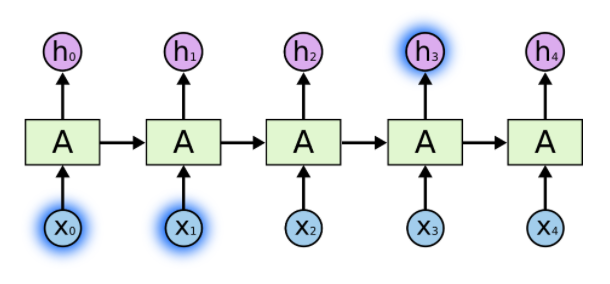 h₀ h₁ h₂ h₃ h₄
A A A A A
x₀ x₁ x₂ x₃ x₄